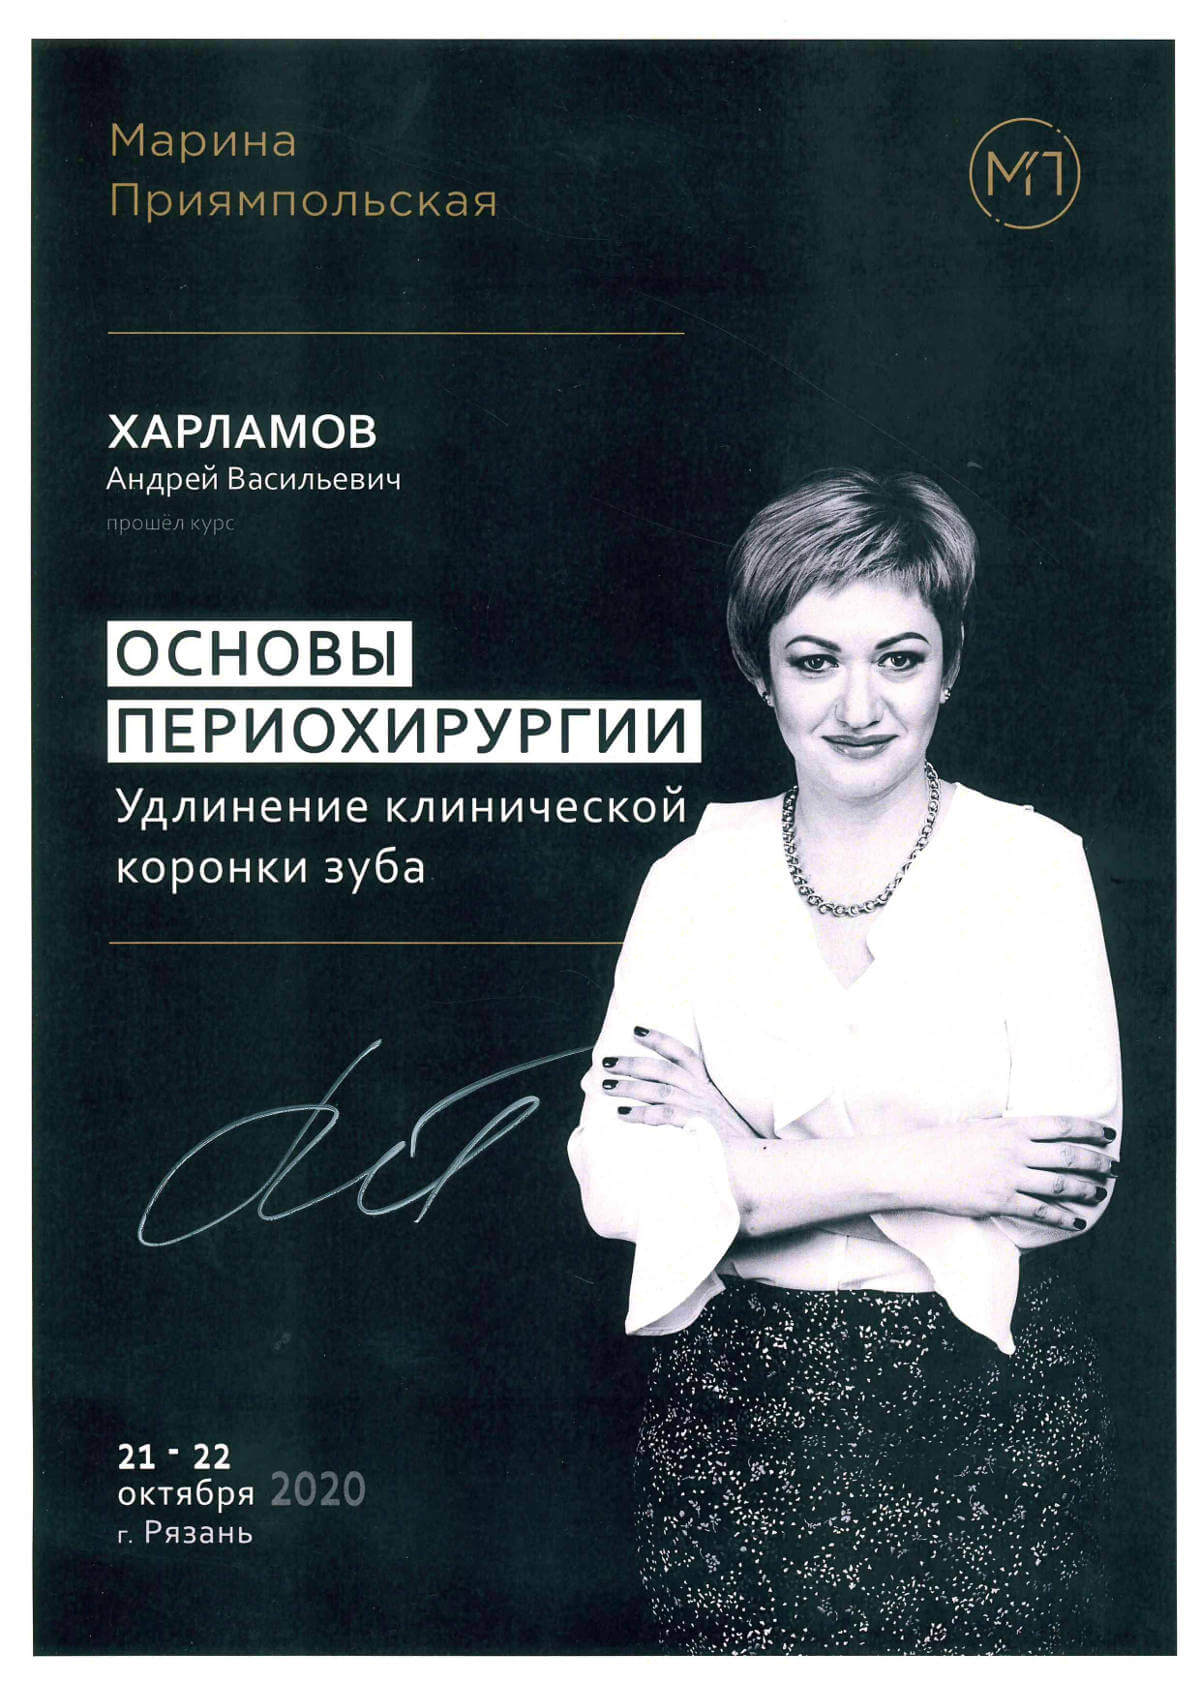 Марина
Приямпольская
МП
ХАРЛАМОВ
Андрей Васильевич
прошёл курс
ОСНОВЫ
ПЕРИОХИРУРГИИ
Удлинение клинической
коронки зуба
21 - 22
октября 2020
г. Рязань